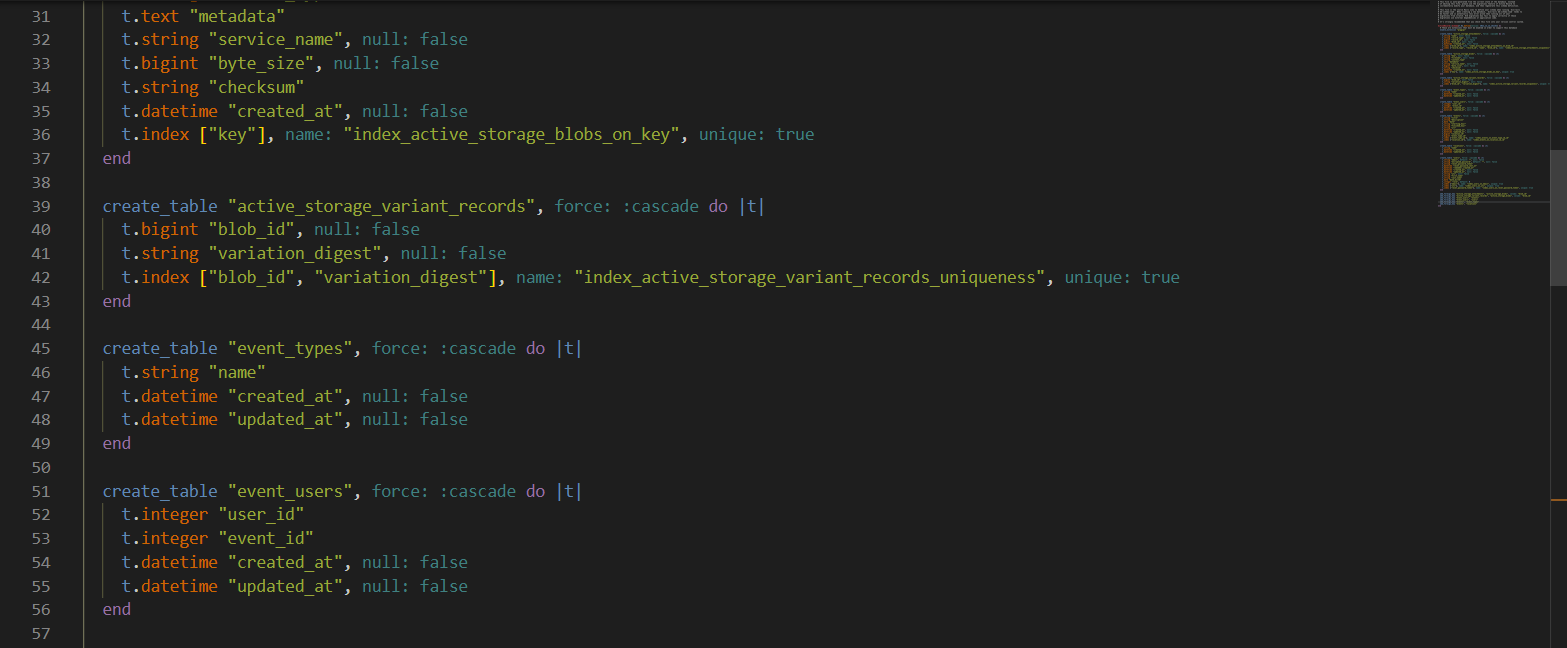 31 t.text "metadata"
32 t.string "service_name", null: false
33 t.bigint "byte_size", null: false
34 t.string "checksum"
35 t.datetime "created_at", null: false
36 t.index ["key"], name: "index_active_storage_blobs_on_key", unique: true
37 end
38
39 create_table "active_storage_variant_records", force: :cascade do |t|
40 t.bigint "blob_id", null: false
41 t.string "variation_digest", null: false
42 t.index ["blob_id", "variation_digest"], name: "index_active_storage_variant_records_uniqueness", unique: true
43 end
44
45 create_table "event_types", force: :cascade do |t|
46 t.string "name"
47 t.datetime "created_at", null: false
48 t.datetime "updated_at", null: false
49 end
50
51 create_table "event_users", force: :cascade do |t|
52 t.integer "user_id"
53 t.integer "event_id"
54 t.datetime "created_at", null: false
55 t.datetime "updated_at", null: false
56 end
57